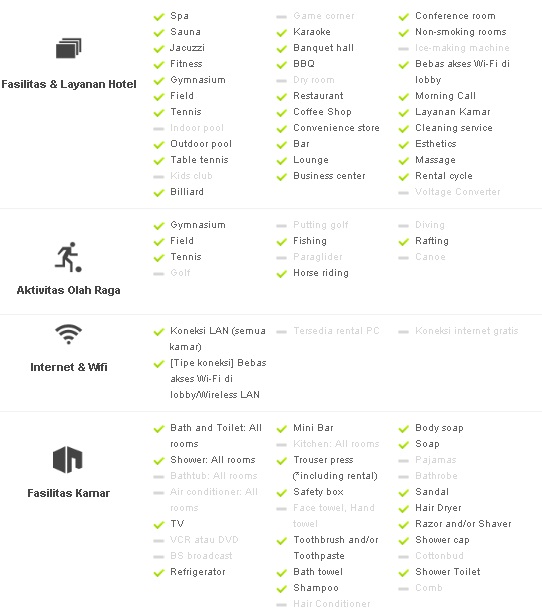 Fasilitas & Layanan Hotel
Spa
Sauna
Jacuzzi
Fitness
Gymnasium
Field
Tennis
Indoor pool
Outdoor pool
Table tennis
Kids club
Billiard
Game corner
Karaoke
Banquet hall
BBQ
Dry room
Restaurant
Coffee Shop
Convenience store
Bar
Lounge
Business center
Conference room
Non-smoking rooms
Ice-making machine
Bebas akses Wi-Fi di
lobby
Morning Call
Layanan Kamar
Cleaning service
Esthetics
Massage
Rental cycle
Voltage Converter
Aktivitas Olah Raga
Gymnasium
Field
Tennis
Golf
Putting golf
Fishing
Paraglider
Horse riding
Diving
Rafting
Canoe
Internet & Wifi
Koneksi LAN (semua
kamar)
[Tipe koneksi] Bebas
akses Wi-Fi di
lobby/Wireless LAN
Tersedia rental PC
Koneksi internet gratis
Fasilitas Kamar
Bath and Toilet: All
rooms
Shower: All rooms
Bathtub: All rooms
Air conditioner: All
rooms
TV
VCR atau DVD
BS broadcast
Refrigerator
Mini Bar
Kitchen: All rooms
Trouser press
(*including rental)
Safety box
Face towel, Hand
towel
Toothbrush and/or
Toothpaste
Bath towel
Shampoo
Hair Conditioner
Body soap
Soap
Pajamas
Bathrobe
Sandal
Hair Dryer
Razor and/or Shaver
Shower cap
Cottonbud
Shower Toilet
Comb